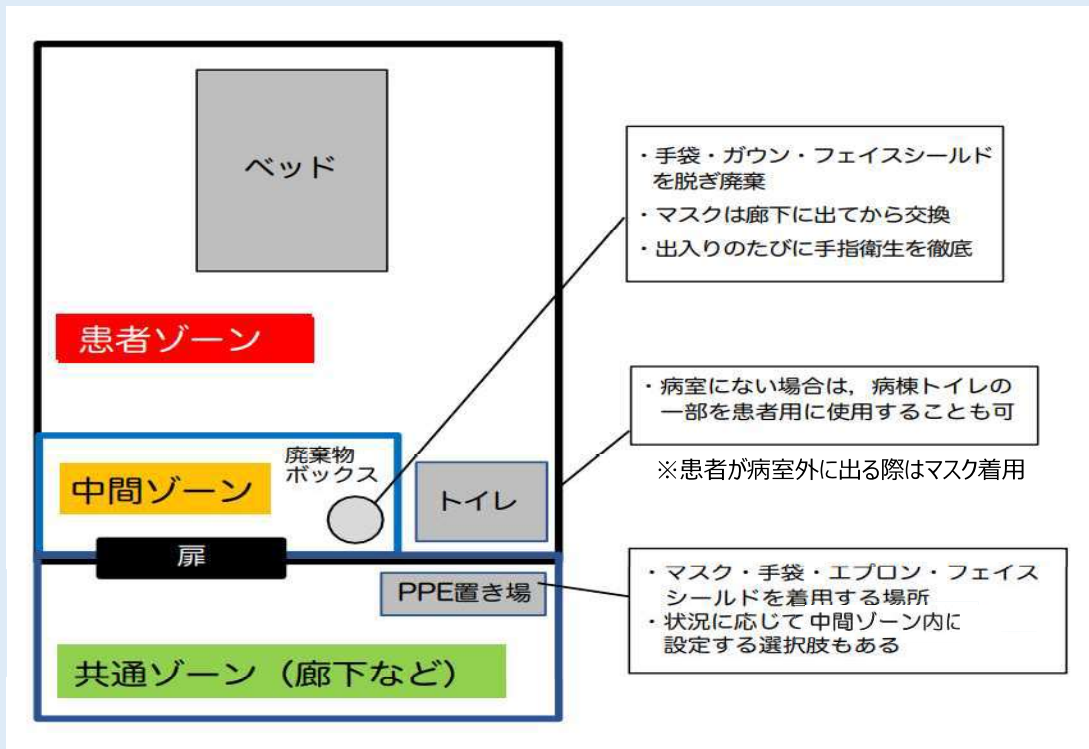 ベッド
・手袋・ガウン・フェイスシールド
を脱ぎ廃棄
・マスクは廊下に出てから交換
・出入りのたびに手指衛生を徹底
患者ゾーン
・病室にない場合は，病棟トイレの
一部を患者用に使用することも可
※患者が病室外に出る際はマスク着用
廃棄物
ボックス
中間ゾーン
トイレ
扉
PPE置き場
・マスク・手袋・エプロン・フェイス
シールドを着用する場所
・状況に応じて中間ゾーン内に
設定する選択肢もある
共通ゾーン（廊下など）